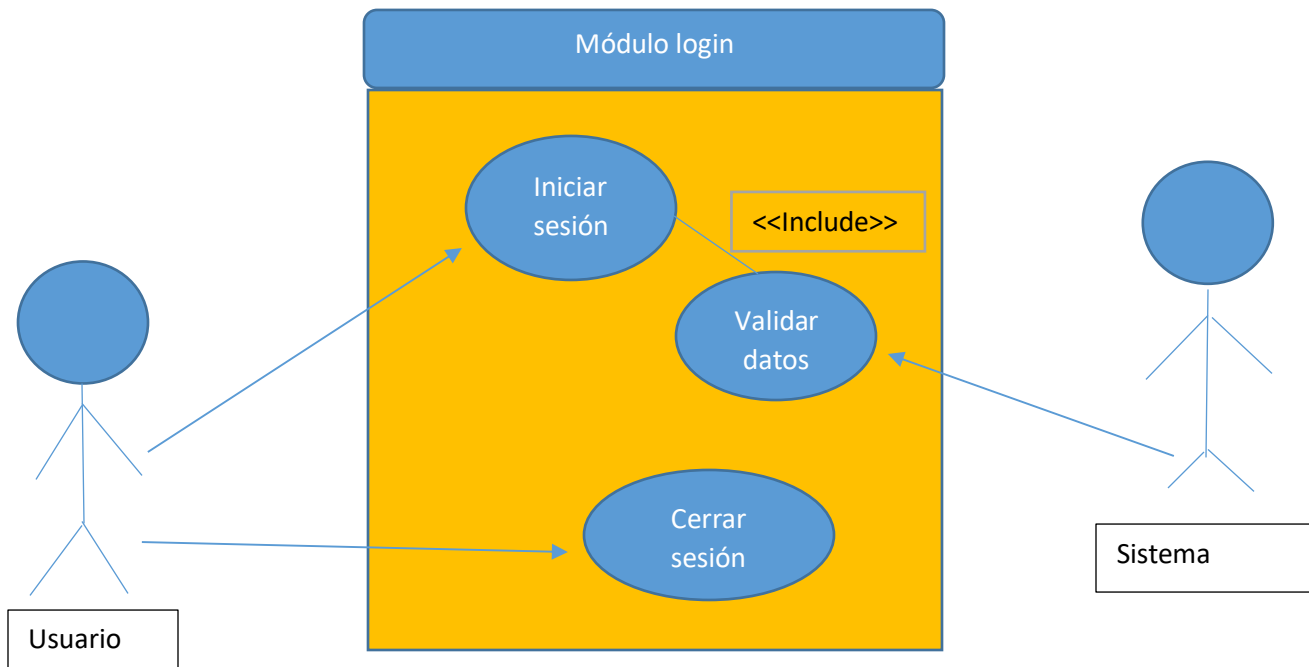 Módulo login
Iniciar
sesión
<<Include>>
Validar
datos
Cerrar
sesión
Sistema
Usuario